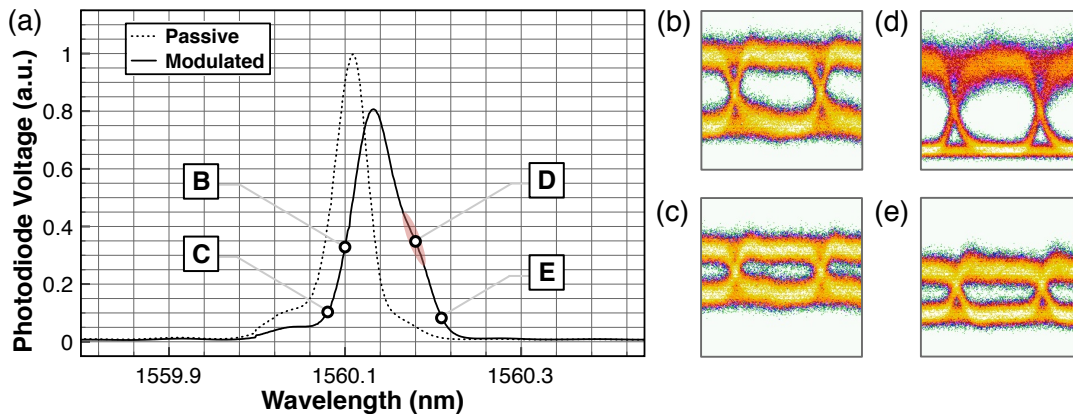 (a)
Passive
Modulated
Photodiode Voltage (a.u.)
1
0.8
0.6
0.4
0.2
0
B
C
D
E
1559.9
1560.1
1560.3
Wavelength (nm)
(b)
(d)
(c)
(e)